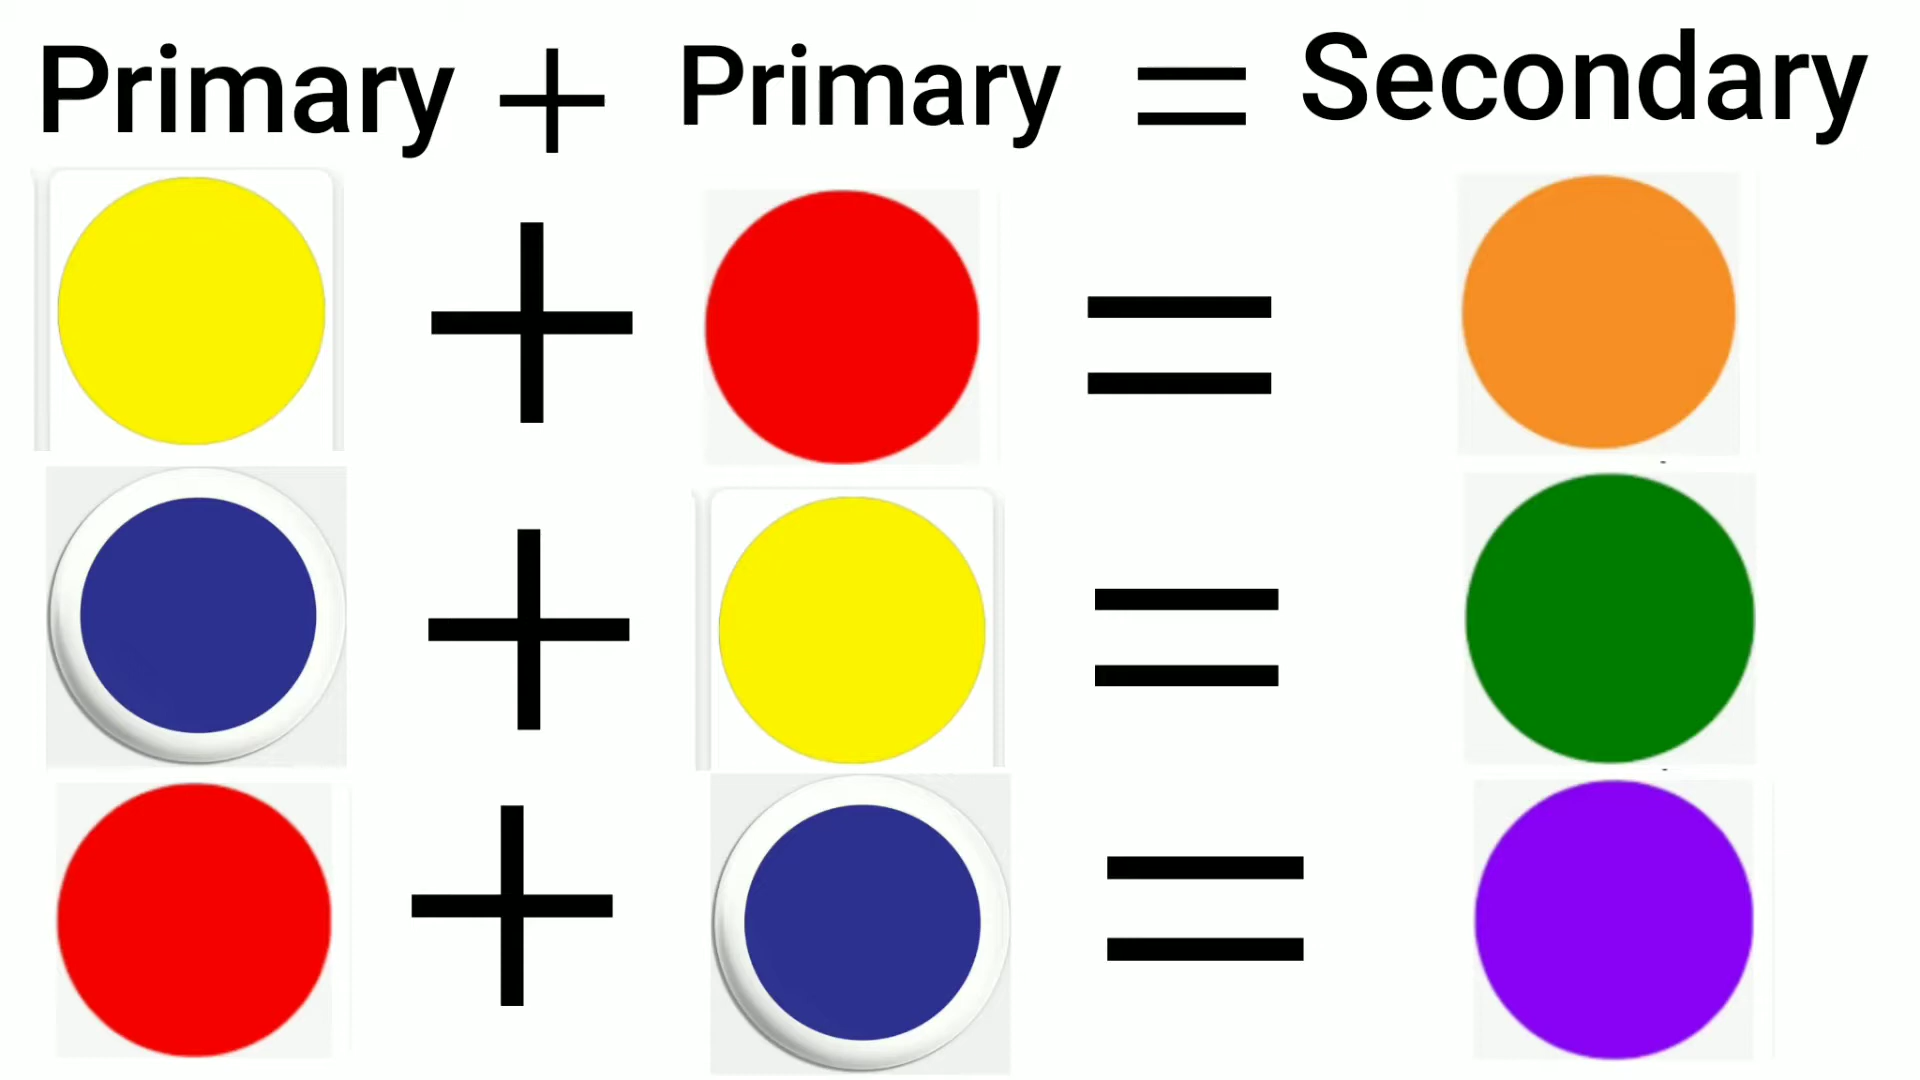 Primary + Primary = Secondary
+ =
+ =
+ =